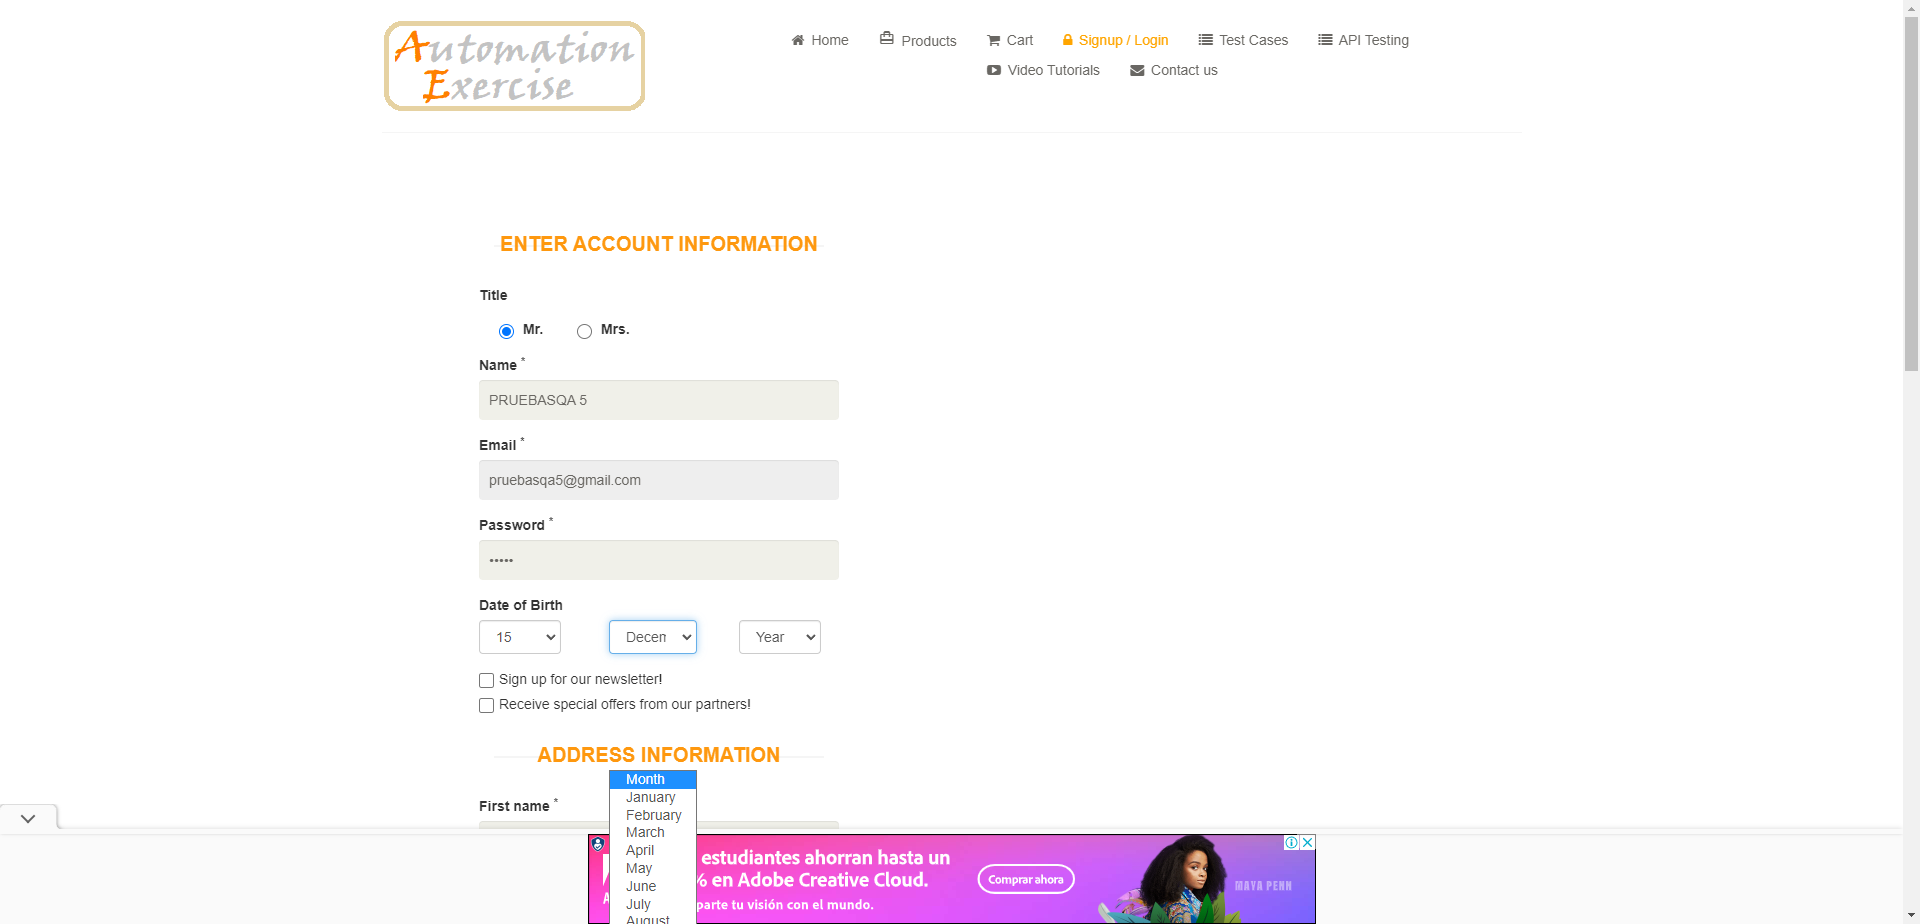 Automation
Exercise
Home
Products
Cart
Signup / Login
Test Cases
API Testing
Video Tutorials
Contact us
ENTER ACCOUNT INFORMATION
Title
Mr.
Mrs.
Name *
PRUEBASQA 5
Email *
pruebasqa5@gmail.com
Password *
•••••
Date of Birth
15
Decem
Year
Sign up for our newsletter!
Receive special offers from our partners!
ADDRESS INFORMATION
First name *
Month
January
February
March
April
May
June
July
August
estudiantes ahorran hasta un
% en Adobe Creative Cloud.
parte tu visión con el mundo.
Comprar ahora
MAYA PENN